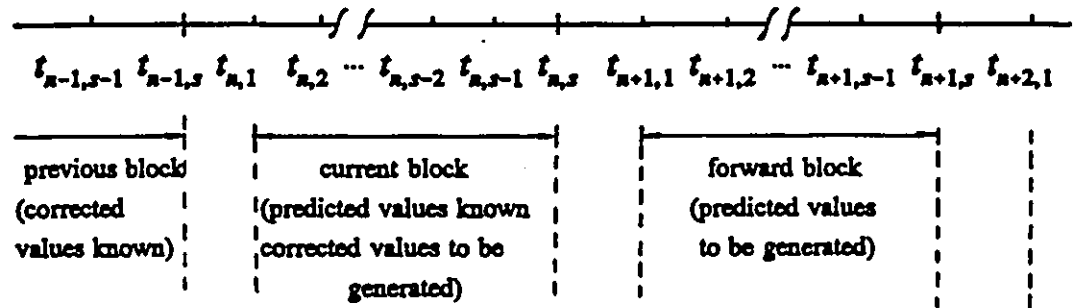 t_{n-1,s-1} t_{n-1,s} t_{n,1} t_{n,2} ... t_{n,s-2} t_{n,s-1} t_{n,s} t_{n+1,1} t_{n+1,2} ... t_{n+1,s-1} t_{n+1,s} t_{n+2,1}
previous block
(corrected
values known)
current block
(predicted values known
corrected values to be
generated)
forward block
(predicted values
to be generated)